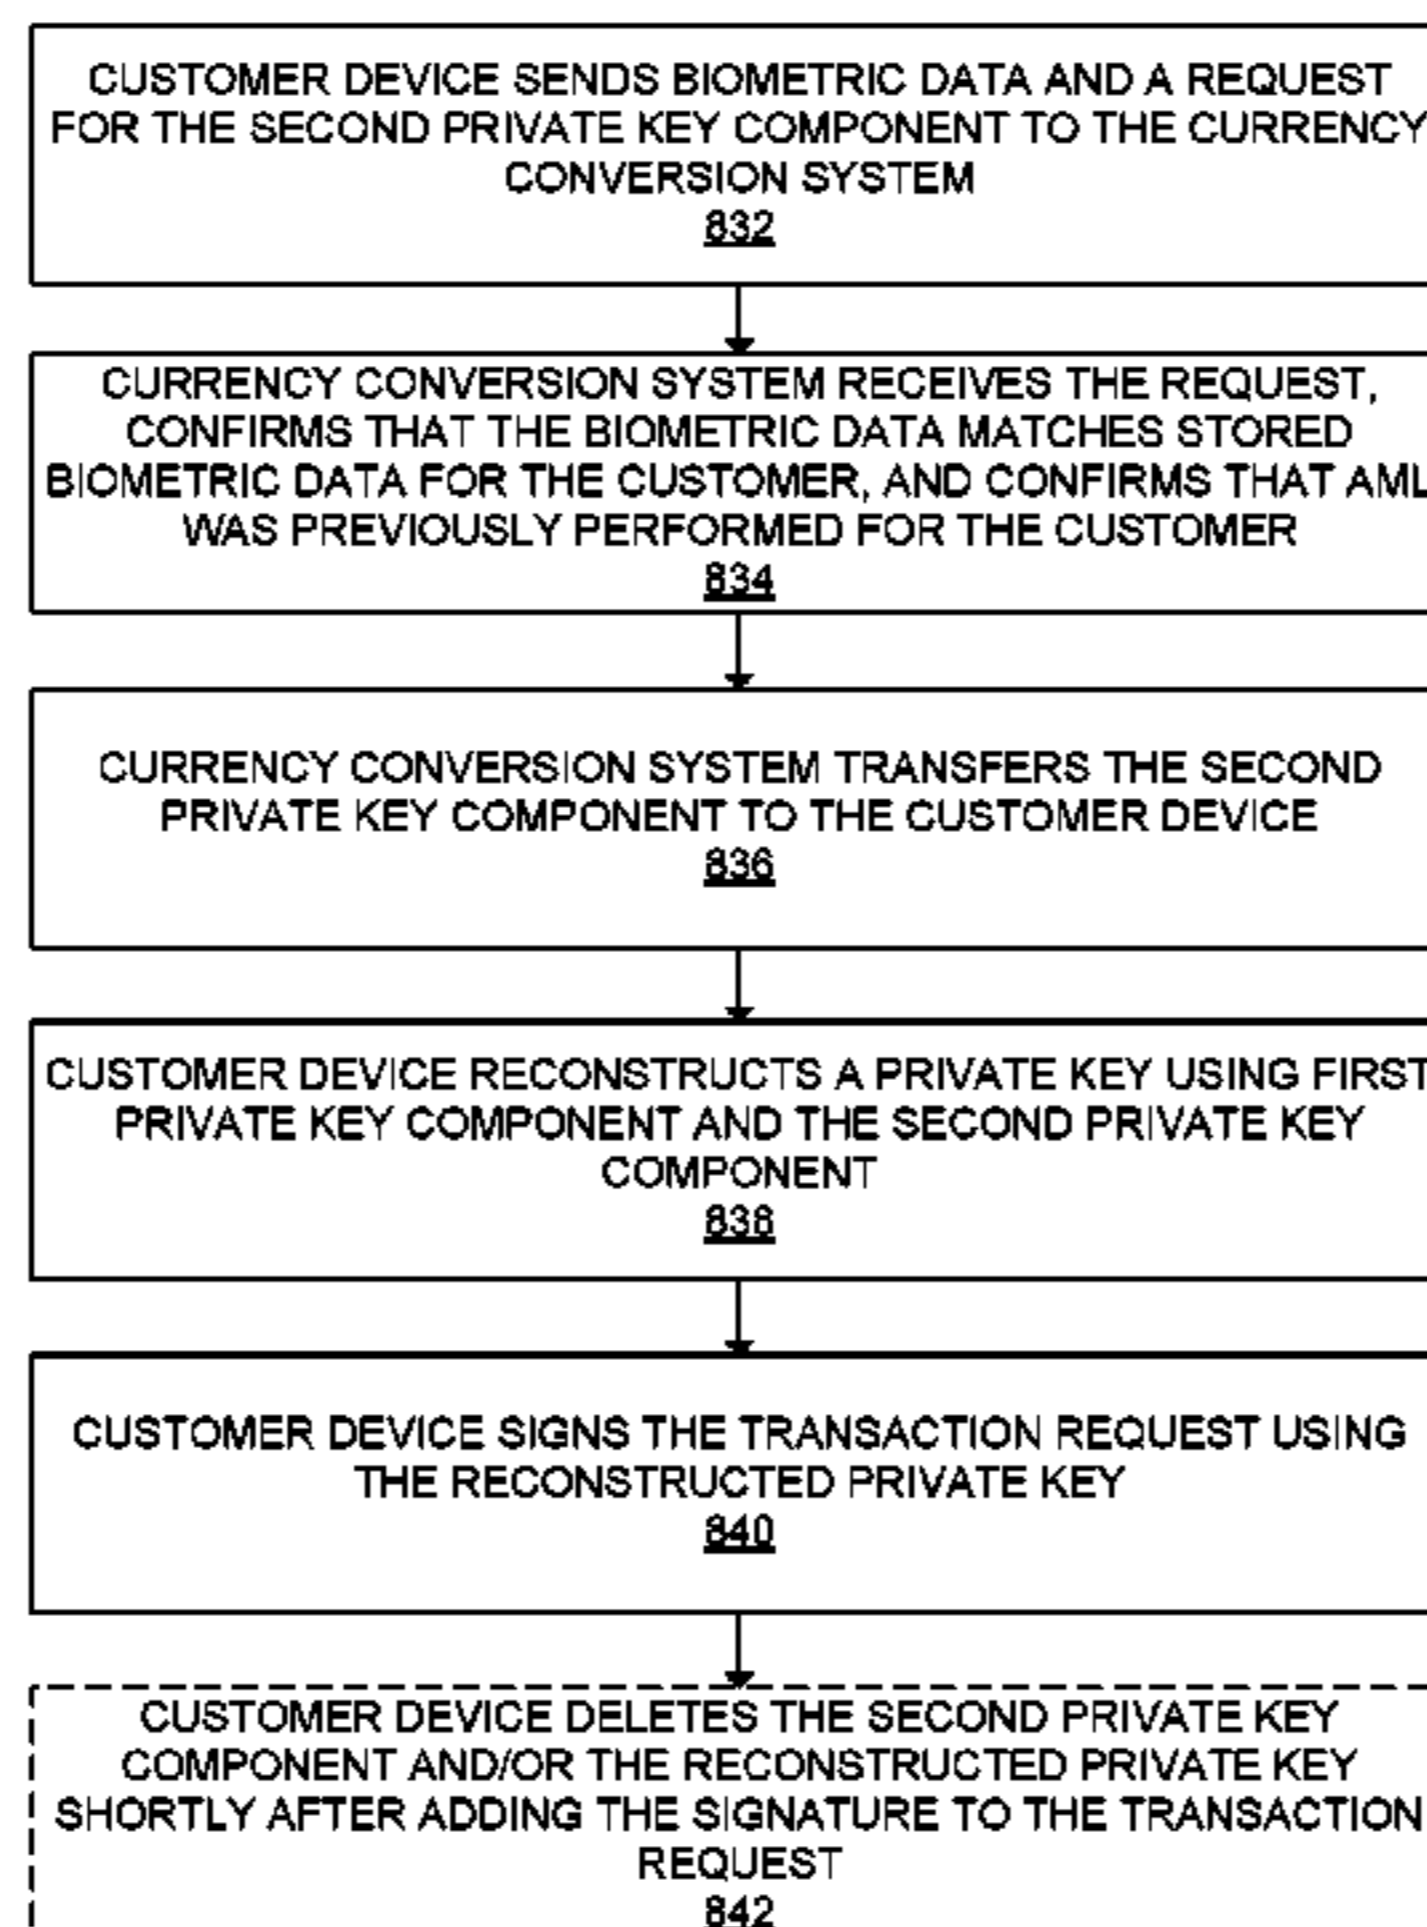 CUSTOMER DEVICE SENDS BIOMETRIC DATA AND A REQUEST
FOR THE SECOND PRIVATE KEY COMPONENT TO THE CURRENCY
CONVERSION SYSTEM
832
CURRENCY CONVERSION SYSTEM RECEIVES THE REQUEST,
CONFIRMS THAT THE BIOMETRIC DATA MATCHES STORED
BIOMETRIC DATA FOR THE CUSTOMER, AND CONFIRMS THAT AML
WAS PREVIOUSLY PERFORMED FOR THE CUSTOMER
834
CURRENCY CONVERSION SYSTEM TRANSFERS THE SECOND
PRIVATE KEY COMPONENT TO THE CUSTOMER DEVICE
836
CUSTOMER DEVICE RECONSTRUCTS A PRIVATE KEY USING FIRST
PRIVATE KEY COMPONENT AND THE SECOND PRIVATE KEY
COMPONENT
838
CUSTOMER DEVICE SIGNS THE TRANSACTION REQUEST USING
THE RECONSTRUCTED PRIVATE KEY
840
CUSTOMER DEVICE DELETES THE SECOND PRIVATE KEY
COMPONENT AND/OR THE RECONSTRUCTED PRIVATE KEY
SHORTLY AFTER ADDING THE SIGNATURE TO THE TRANSACTION
REQUEST
842